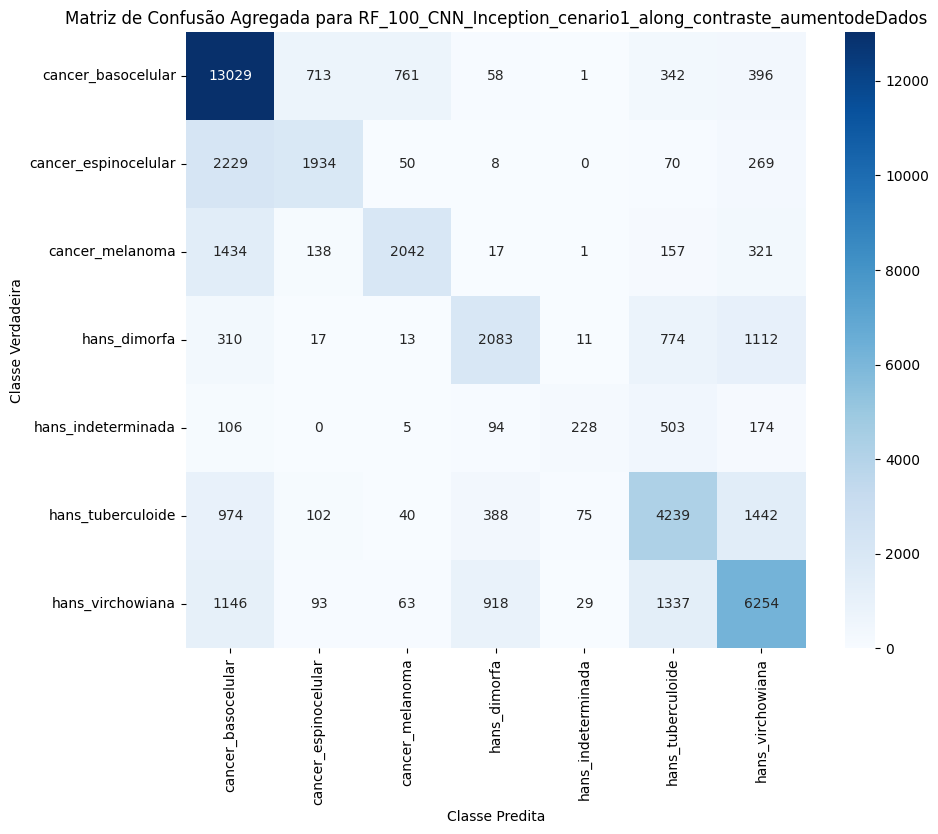 Matriz de Confusão Agregada para RF_100_CNN_Inception_cenario1_along_contraste_aumentodeDados
Classe Verdadeira
cancer_basocelular 13029 713 761 58 1 342 396
cancer_espinocelular 2229 1934 50 8 0 70 269
cancer_melanoma 1434 138 2042 17 1 157 321
hans_dimorfa 310 17 13 2083 11 774 1112
hans_indeterminada 106 0 5 94 228 503 174
hans_tuberculoide 974 102 40 388 75 4239 1442
hans_virchowiana 1146 93 63 918 29 1337 6254
cancer_basocelular
cancer_espinocelular
cancer_melanoma
hans_dimorfa
hans_indeterminada
hans_tuberculoide
hans_virchowiana
Classe Predita
12000
10000
8000
6000
4000
2000
0